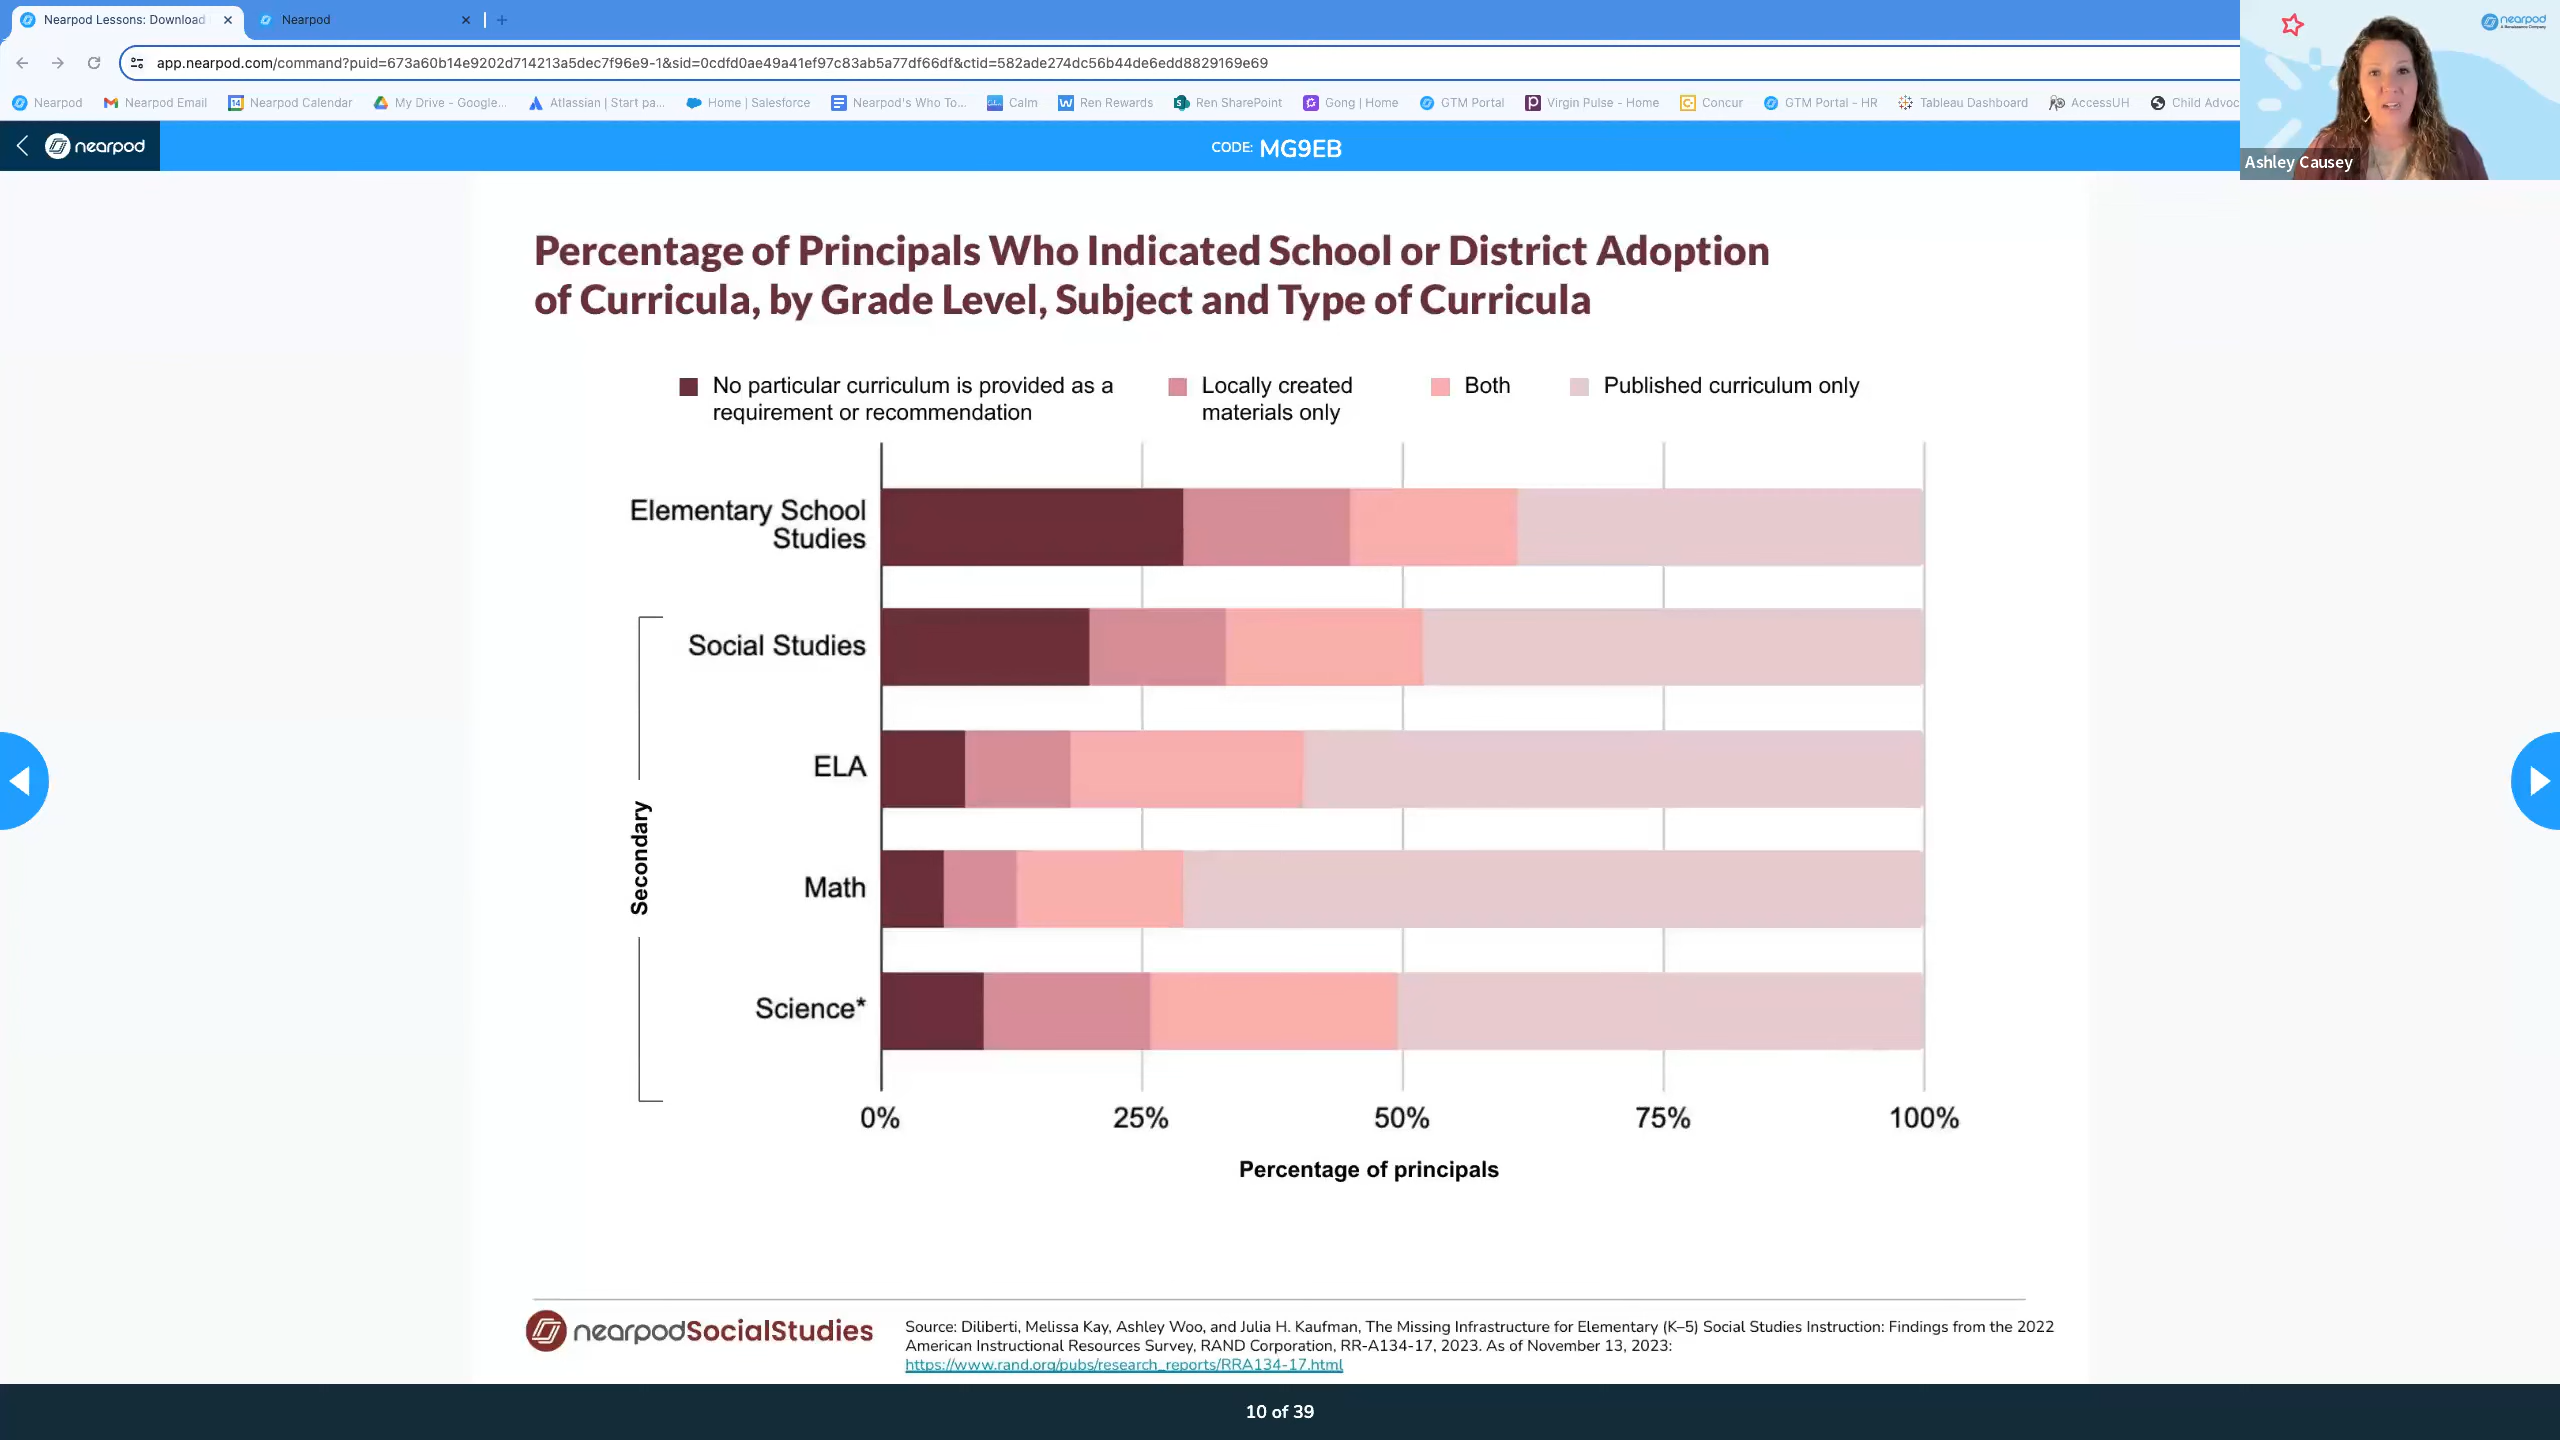 Nearpod Lessons: Download
Nearpod
app.nearpod.com/command?puid=673a60b14e9202d714213a5dec7f96e9-1&sid=0cdfd0ae49a41ef97c83ab5a77df66df&ctid=582ade274dc56b44de6edd8829169e69
Nearpod
Nearpod Email
Nearpod Calendar
My Drive - Google...
Atlassian | Start pa...
Home | Salesforce
Nearpod's Who To...
Calm
Ren Rewards
Ren SharePoint
Gong | Home
GTM Portal
Virgin Pulse - Home
Concur
GTM Portal - HR
Tableau Dashboard
AccessUH
Child Advoc
nearpod
Ashley Causey
nearpod
CODE: MG9EB
Percentage of Principals Who Indicated School or District Adoption
of Curricula, by Grade Level, Subject and Type of Curricula
No particular curriculum is provided as a
requirement or recommendation
Locally created
materials only
Both
Published curriculum only
Elementary School
Studies
Social Studies
ELA
Math
Science*
Secondary
0%
25%
50%
75%
100%
Percentage of principals
nearpodSocialStudies
Source: Diliberti, Melissa Kay, Ashley Woo, and Julia H. Kaufman, The Missing Infrastructure for Elementary (K–5) Social Studies Instruction: Findings from the 2022
American Instructional Resources Survey, RAND Corporation, RR-A134-17, 2023. As of November 13, 2023:
https://www.rand.org/pubs/research_reports/RRA134-17.html
10 of 39